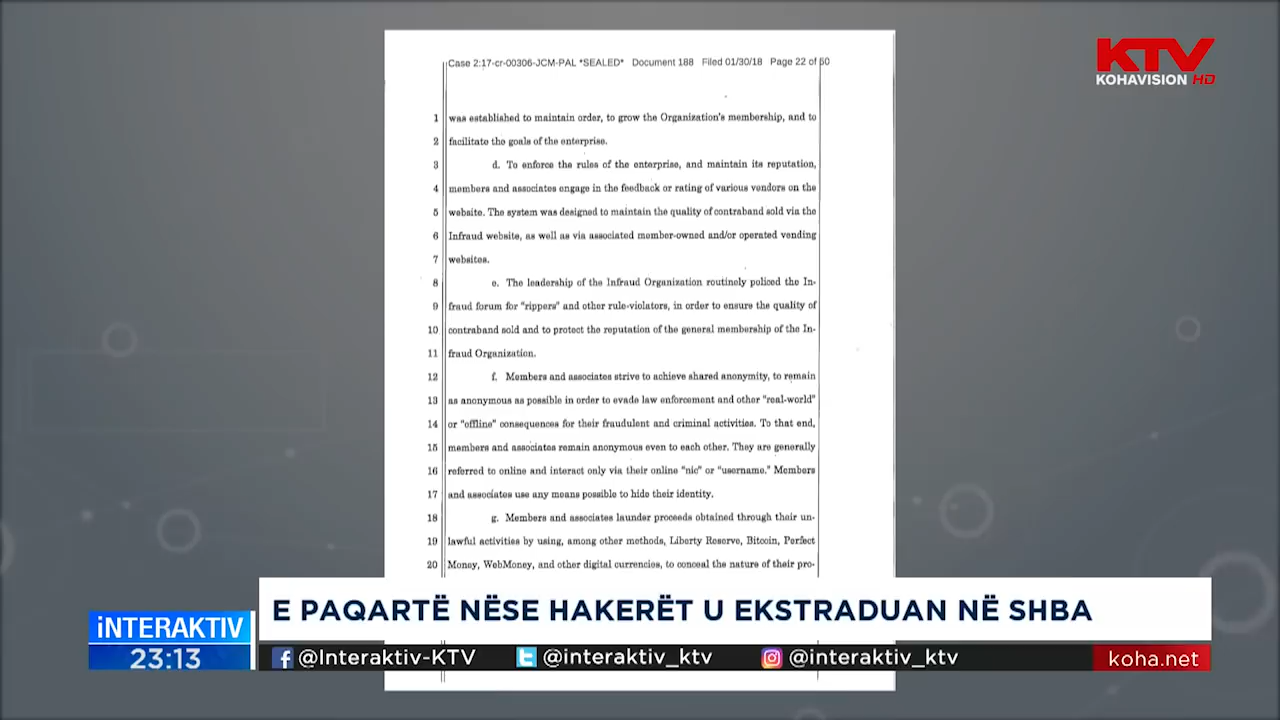 KTV
KOHAVISION HD
Case 2:17-cr-00306-JCM-PAL *SEALED* Document 188 Filed 01/30/18 Page 22 of 50
1 was established to maintain order, to grow the Organization's membership, and to
2 facilitate the goals of the enterprise.
3 d. To enforce the rules of the enterprise, and maintain its reputation,
4 members and associates engage in the feedback or rating of various vendors on the
5 website. The system was designed to maintain the quality of contraband sold via the
6 Infraud website, as well as via associated member-owned and/or operated vending
7 websites.
8 e. The leadership of the Infraud Organization routinely policed the In-
9 fraud forum for "rippers" and other rule-violators, in order to ensure the quality of
10 contraband sold and to protect the reputation of the general membership of the In-
11 fraud Organization.
12 f. Members and associates strive to achieve shared anonymity, to remain
13 as anonymous as possible in order to evade law enforcement and other "real-world"
14 or "offline" consequences for their fraudulent and criminal activities. To that end,
15 members and associates remain anonymous even to each other. They are generally
16 referred to online and interact only via their online "nic" or "username." Members
17 and associates use any means possible to hide their identity.
18 g. Members and associates launder proceeds obtained through their un-
19 lawful activities by using, among other methods, Liberty Reserve, Bitcoin, Perfect
20 Money, WebMoney, and other digital currencies, to conceal the nature of their pro-
E PAQARTË NËSE HAKERËT U EKSTRADUAN NË SHBA
iNTERAKTIV
23:13
@Interaktiv-KTV @interaktiv_ktv @interaktiv_ktv koha.net